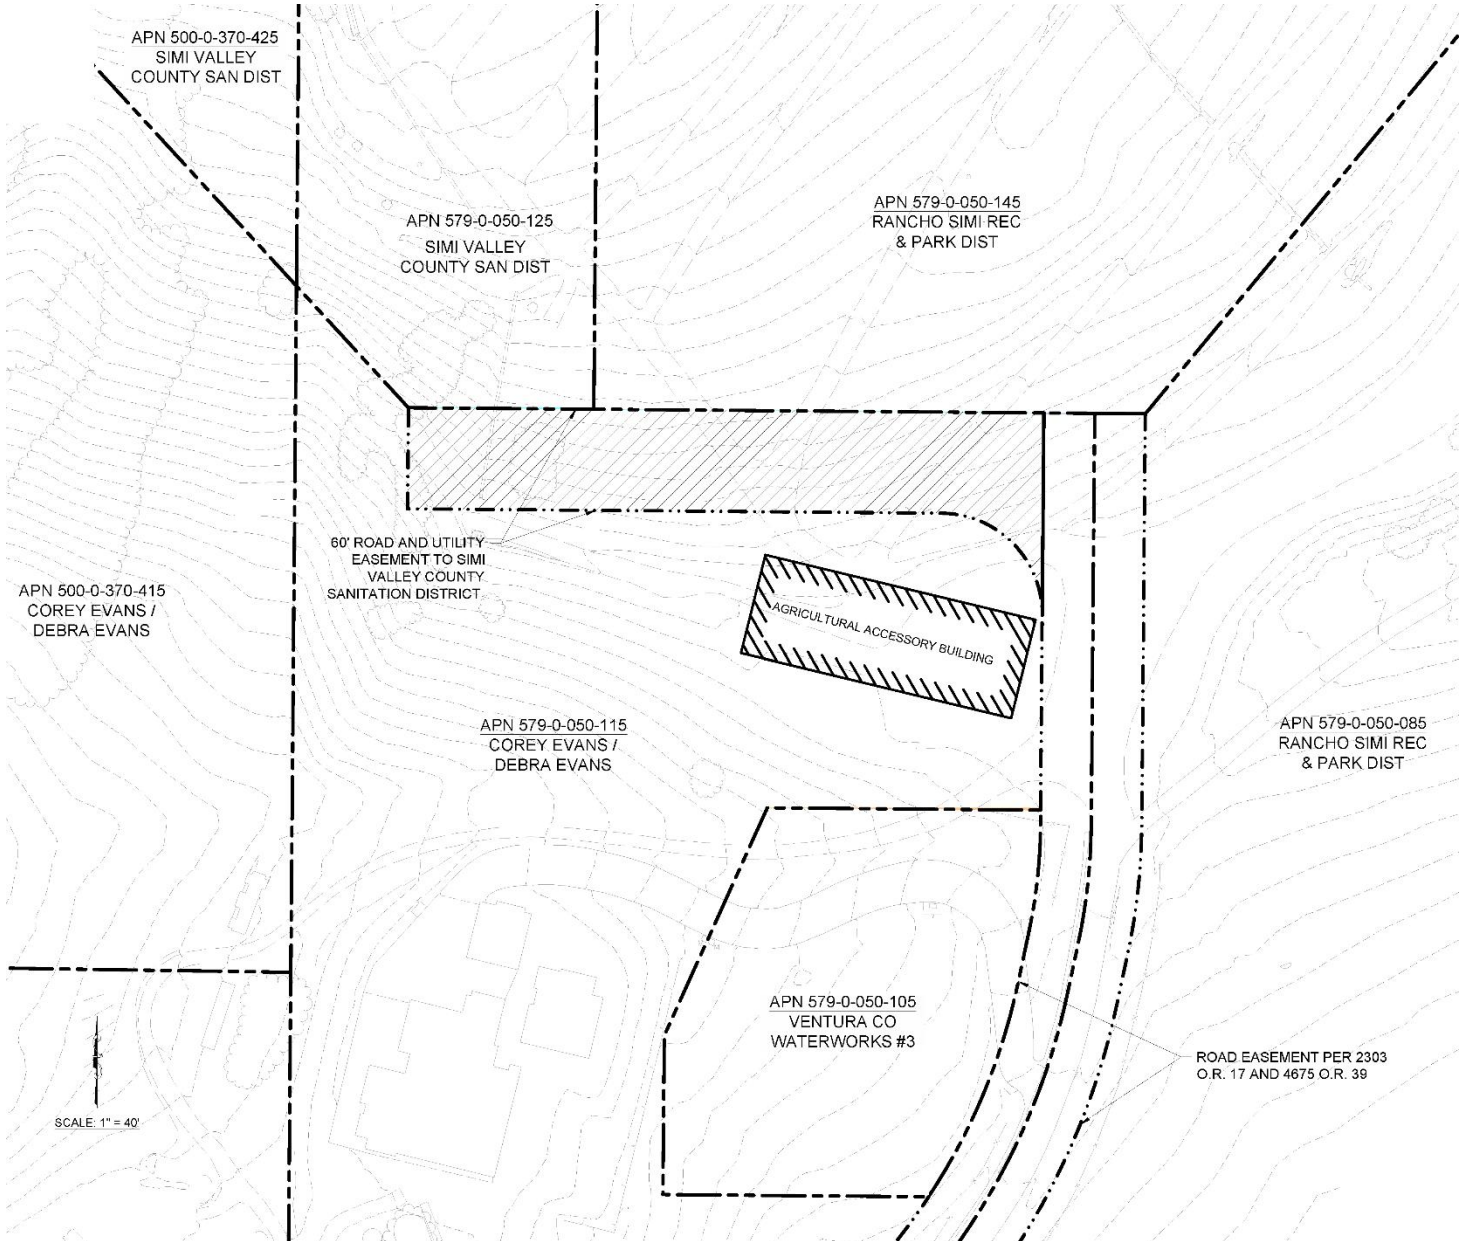 APN 500-0-370-425
SIMI VALLEY
COUNTY SAN DIST
APN 579-0-050-125
SIMI VALLEY
COUNTY SAN DIST
APN 579-0-050-145
RANCHO SIMI REC
& PARK DIST
60' ROAD AND UTILITY
EASEMENT TO SIMI
VALLEY COUNTY
SANITATION DISTRICT
APN 500-0-370-415
COREY EVANS /
DEBRA EVANS
AGRICULTURAL ACCESSORY BUILDING
APN 579-0-050-115
COREY EVANS /
DEBRA EVANS
APN 579-0-050-085
RANCHO SIMI REC
& PARK DIST
APN 579-0-050-105
VENTURA CO
WATERWORKS #3
ROAD EASEMENT PER 2303
O.R. 17 AND 4675 O.R. 39
SCALE: 1" = 40'